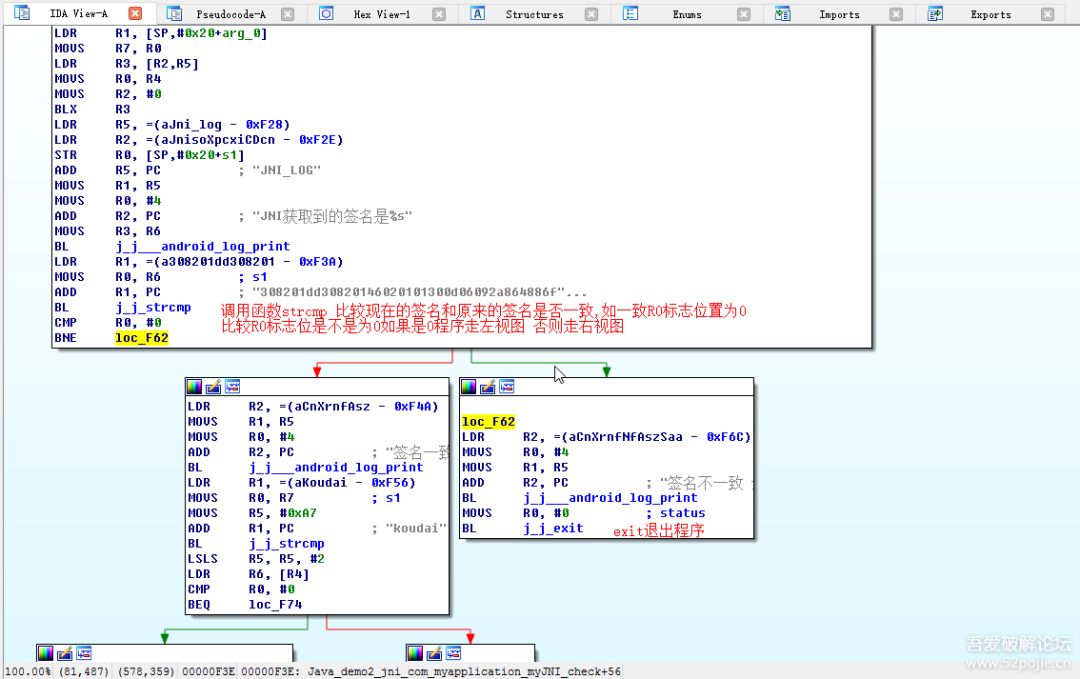 IDA View-A Pseudocode-A Hex View-1 Structures Enums Imports Exports
LDR R1, [SP,#0x20+arg_0]
MOVS R7, R0
LDR R3, [R2,R5]
MOVS R0, R4
MOVS R2, #0
BLX R3
LDR R5, =(aJni_log - 0xF28)
LDR R2, =(aJnisoXpcxiCDcn - 0xF2E)
STR R0, [SP,#0x20+s1]
ADD R5, PC ; "JNI_LOG"
MOVS R1, R5
MOVS R0, #4
ADD R2, PC ; "JNI获取到的签名是%s"
MOVS R3, R6
BL j_j___android_log_print
LDR R1, =(a308201dd308201 - 0xF3A)
MOVS R0, R6 ; s1
ADD R1, PC ; "308201dd30820146020101300d06092a864886f"...
BL j_j_strcmp 调用函数strcmp 比较现在的签名和原来的签名是否一致,如一致R0标志位置为0
CMP R0, #0 比较R0标志位是不是为0如果是0程序走左视图 否则走右视图
BNE loc_F62
LDR R2, =(aCnXrnfAsz - 0xF4A)
MOVS R1, R5
MOVS R0, #4
ADD R2, PC ; "签名一致
BL j_j___android_log_print
LDR R1, =(aKoudai - 0xF56)
MOVS R0, R7 ; s1
MOVS R5, #0xA7
ADD R1, PC ; "koudai"
BL j_j_strcmp
LSLS R5, R5, #2
LDR R6, [R4]
CMP R0, #0
BEQ loc_F74
loc_F62
LDR R2, =(aCnXrnfNfAszSaa - 0xF6C)
MOVS R0, #4
MOVS R1, R5
ADD R2, PC ; "签名不一致
BL j_j___android_log_print
MOVS R0, #0 ; status
BL j_j_exit exit退出程序
吾爱破解论坛
www.52pojie.cn
100.00% (81,487) (578,359) 00000F3E 00000F3E: Java_demo2_jni_com_myapplication_myJNI_check+56